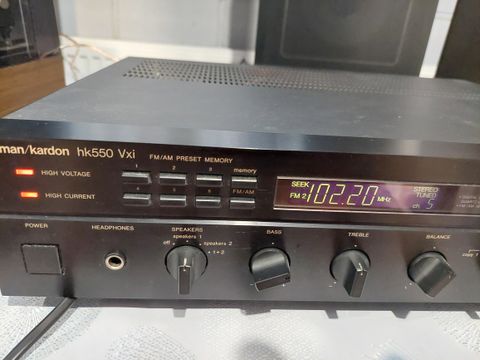 man/kardon hk550 Vxi
FM/AM PRESET MEMORY
HIGH VOLTAGE
1 2 3 4 memory
HIGH CURRENT
FM/AM
SEEK
FM 2 102.20 MHz
STEREO
TUNED
ch 5
POWER
HEADPHONES
SPEAKERS
speakers 1
off speakers 2
1+2
BASS
TREBLE
BALANCE
copy